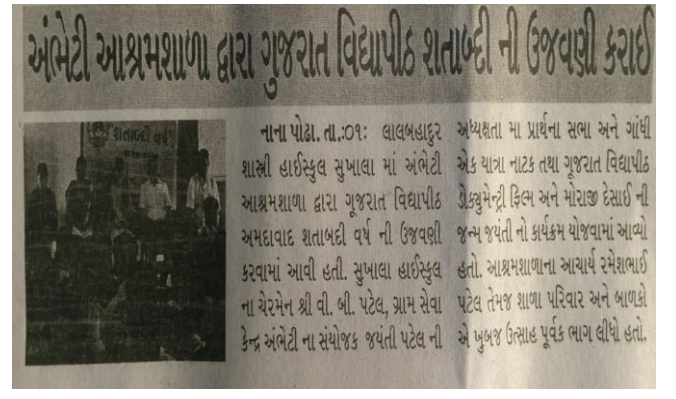 અંભેટી આશ્રમશાળા દ્વારા ગુજરાત વિદ્યાપીઠ શતાબ્દી ની ઉજવણી કરાઈ
શતાબ્દી વર્ષ
નાના પોંઢા. તા.:૦૧: લાલબહાદુર
શાસ્ત્રી હાઈસ્કુલ સુખાલા માં અંભેટી
આશ્રમશાળા દ્વારા ગૂજરાત વિદ્યાપીઠ
અમદાવાદ શતાબદી વર્ષ ની ઉજવણી
કરવામાં આવી હતી. સુખાલા હાઈસ્કુલ
ના ચેરમેન શ્રી વી. બી. પટેલ, ગ્રામ સેવા
કેન્દ્ર અંભેટી ના સંયોજક જયંતી પટેલ ની
અધ્યક્ષતા મા પ્રાર્થના સભા અને ગાંધી
એક યાત્રા નાટક તથા ગૂજરાત વિદ્યાપીઠ
ડોક્યુમેન્ટ્રી ફિલ્મ અને મોરાજી દેસાઈ ની
જન્મ જયંતી નો કાર્યક્રમ યોજવામાં આવ્યો
હતો. આશ્રમશાળાના આચાર્ય રમેશભાઈ
પટેલ તેમજ શાળા પરિવાર અને બાળકો
એ ખુબજ ઉત્સાહ પૂર્વક ભાગ લીધો હતો.